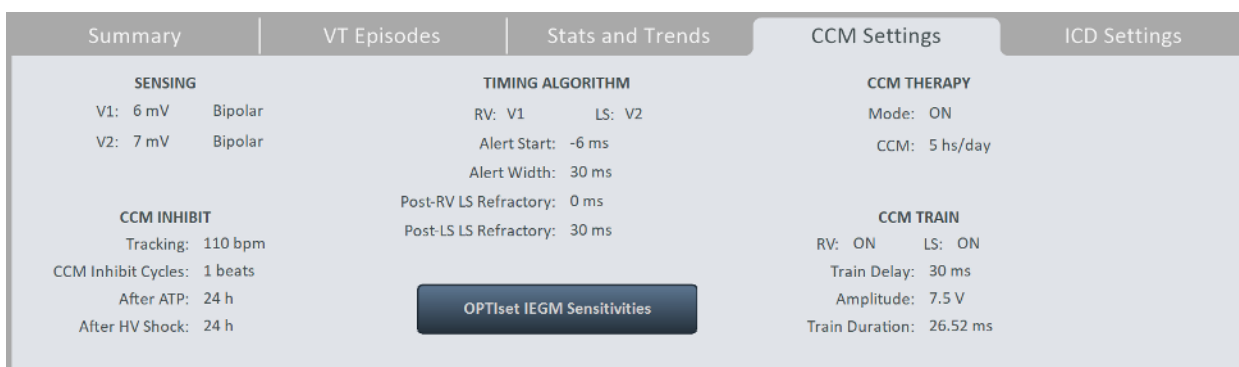 Summary
VT Episodes
Stats and Trends
CCM Settings
ICD Settings
SENSING
V1: 6 mV Bipolar
V2: 7 mV Bipolar
CCM INHIBIT
Tracking: 110 bpm
CCM Inhibit Cycles: 1 beats
After ATP: 24 h
After HV Shock: 24 h
TIMING ALGORITHM
RV: V1 LS: V2
Alert Start: -6 ms
Alert Width: 30 ms
Post-RV LS Refractory: 0 ms
Post-LS LS Refractory: 30 ms
OPTIset IEGM Sensitivities
CCM THERAPY
Mode: ON
CCM: 5 hs/day
CCM TRAIN
RV: ON LS: ON
Train Delay: 30 ms
Amplitude: 7.5 V
Train Duration: 26.52 ms